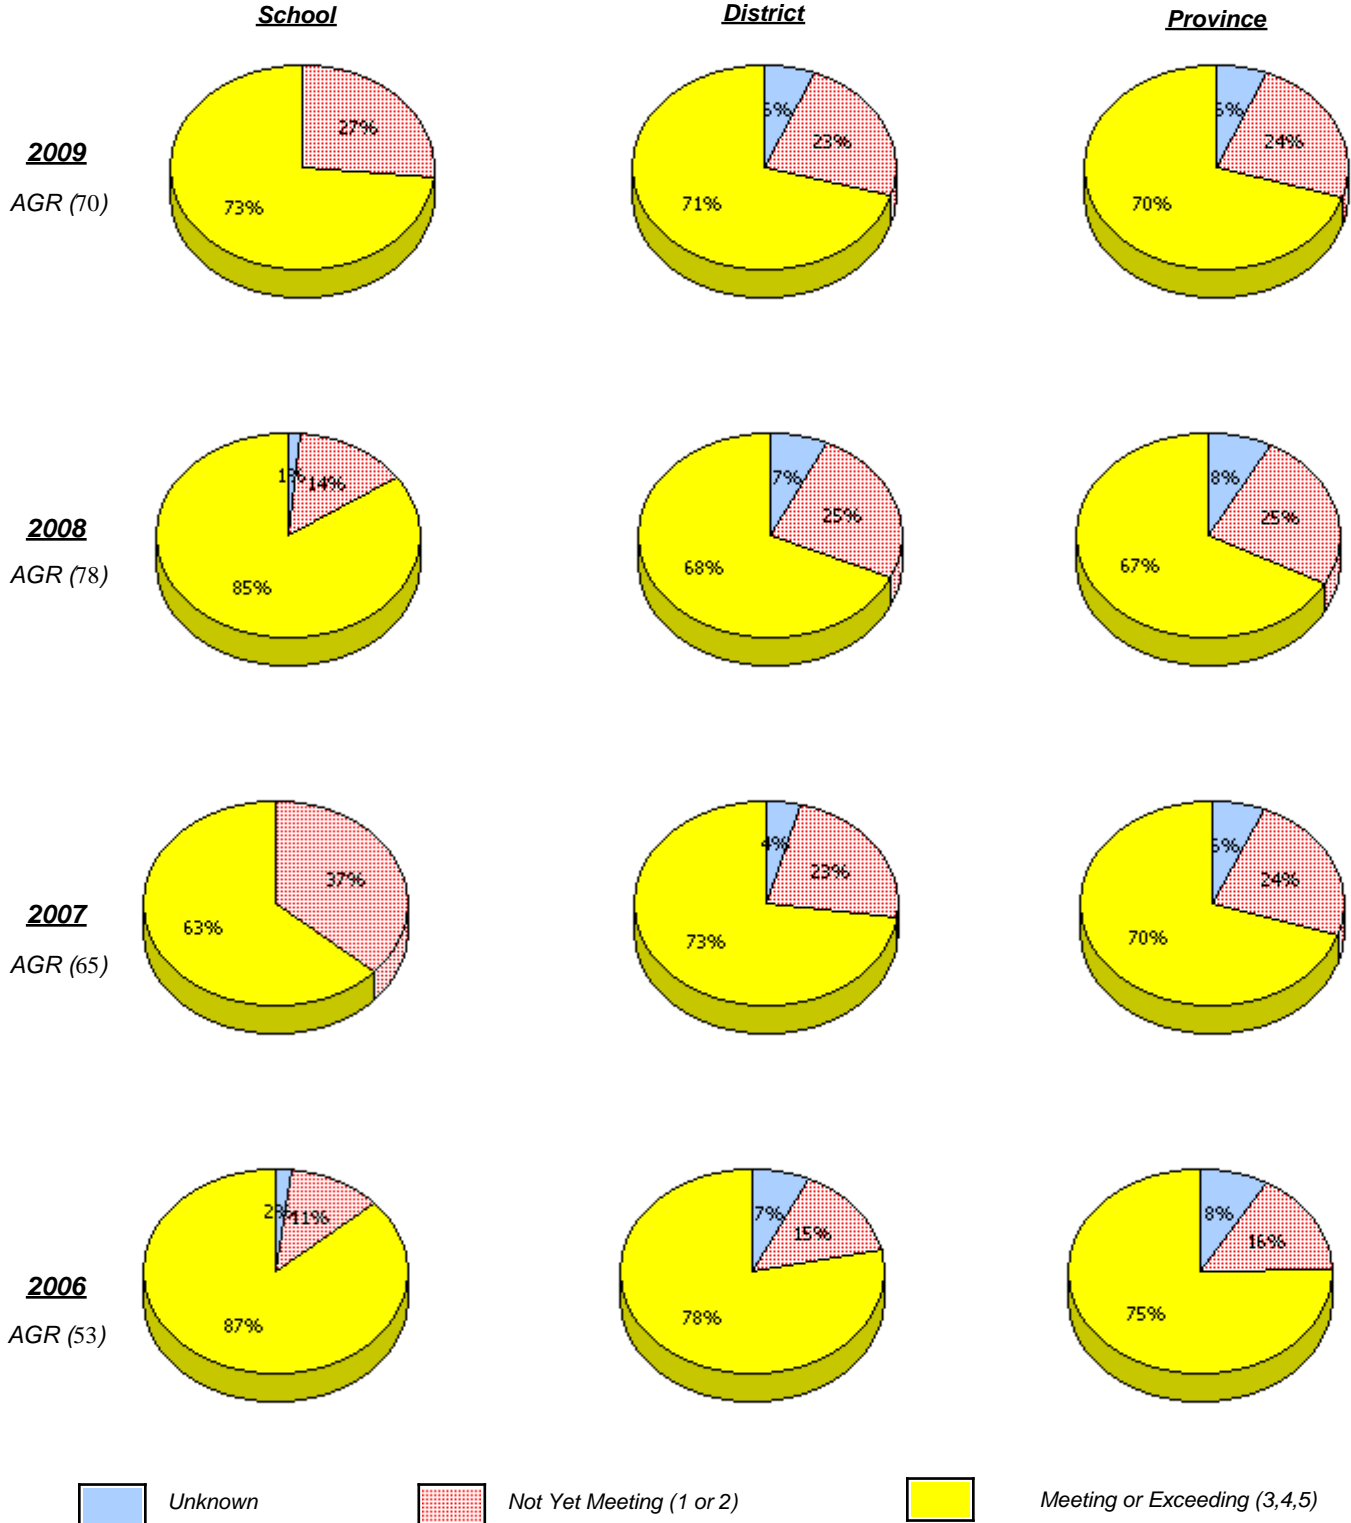 School District Province
27% 5% 23% 5% 24%
2009
AGR (70)
73% 71% 70%
1% 14% 7% 25% 8% 25%
2008
AGR (78)
85% 68% 67%
37% 4% 23% 5% 24%
2007
AGR (65)
63% 73% 70%
2% 11% 7% 15% 8% 16%
2006
AGR (53)
87% 78% 75%
Unknown Not Yet Meeting (1 or 2) Meeting or Exceeding (3,4,5)